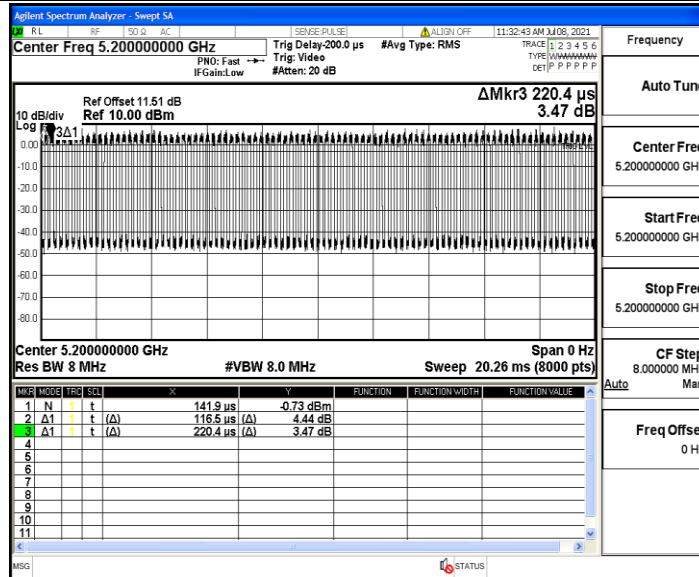 Agilent Spectrum Analyzer - Swept SA
RL RF 50 Ω AC SENSE:PULSE ALIGN OFF 11:32:43 AM Jul 08, 2021
Center Freq 5.200000000 GHz
PNO: Fast
IFGain:Low
Trig Delay-200.0 µs
Trig: Video
#Atten: 20 dB
#Avg Type: RMS
TRACE 1 2 3 4 5 6
TYPE WWWWWW
DET P P P P P P
Ref Offset 11.51 dB
10 dB/div Ref 10.00 dBm
Log
ΔMkr3 220.4 µs
3.47 dB
3Δ1
TRIG LVL
0.00
-10.0
-20.0
-30.0
-40.0
-50.0
-60.0
-70.0
-80.0
Center 5.200000000 GHz Span 0 Hz
Res BW 8 MHz #VBW 8.0 MHz Sweep 20.26 ms (8000 pts)
MKR MODE TRC SCL X Y FUNCTION FUNCTION WIDTH FUNCTION VALUE
1 N 1 t 141.9 µs -0.73 dBm
2 Δ1 1 t (Δ) 116.5 µs (Δ) 4.44 dB
3 Δ1 1 t (Δ) 220.4 µs (Δ) 3.47 dB
4
5
6
7
8
9
10
11
MSG STATUS
Frequency
Auto Tune
Center Freq
5.200000000 GH
Start Freq
5.200000000 GH
Stop Freq
5.200000000 GH
CF Step
8.000000 MH
Auto Man
Freq Offse
0 H